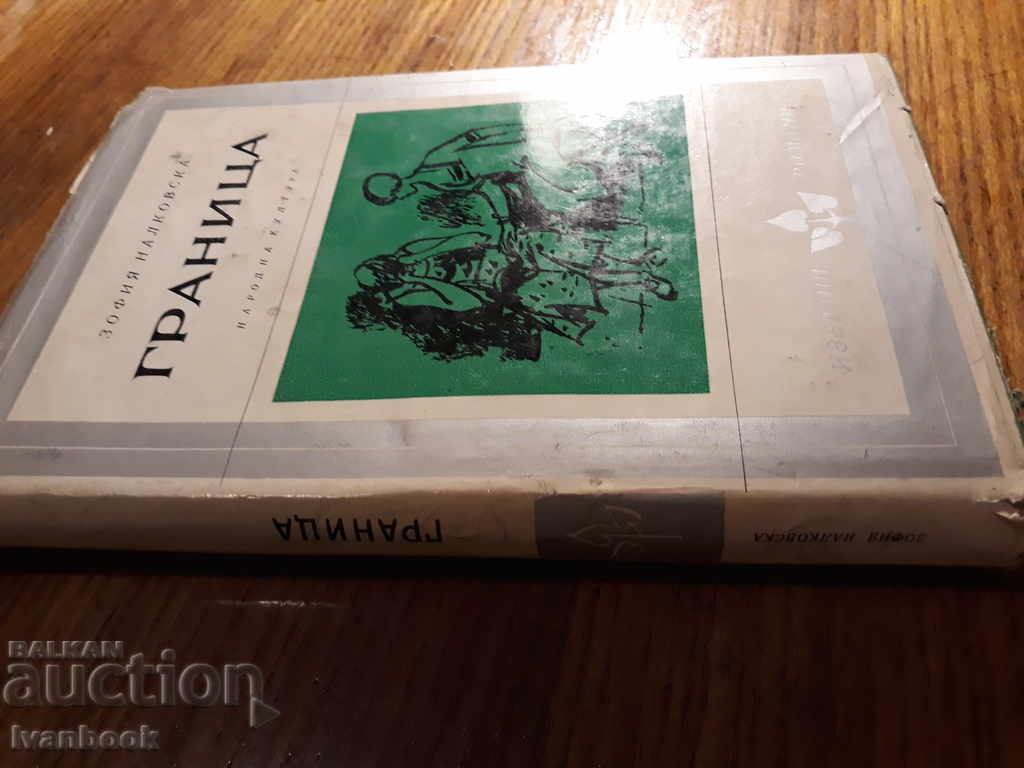 ЗОФИЯ НАЛКОВСКА
ГРАНИЦА
НАРОДНА КУЛТУРА
ГРАНИЦА
ЗОФИЯ НАЛКОВСКА
BALKAN
auction
Ivanbook